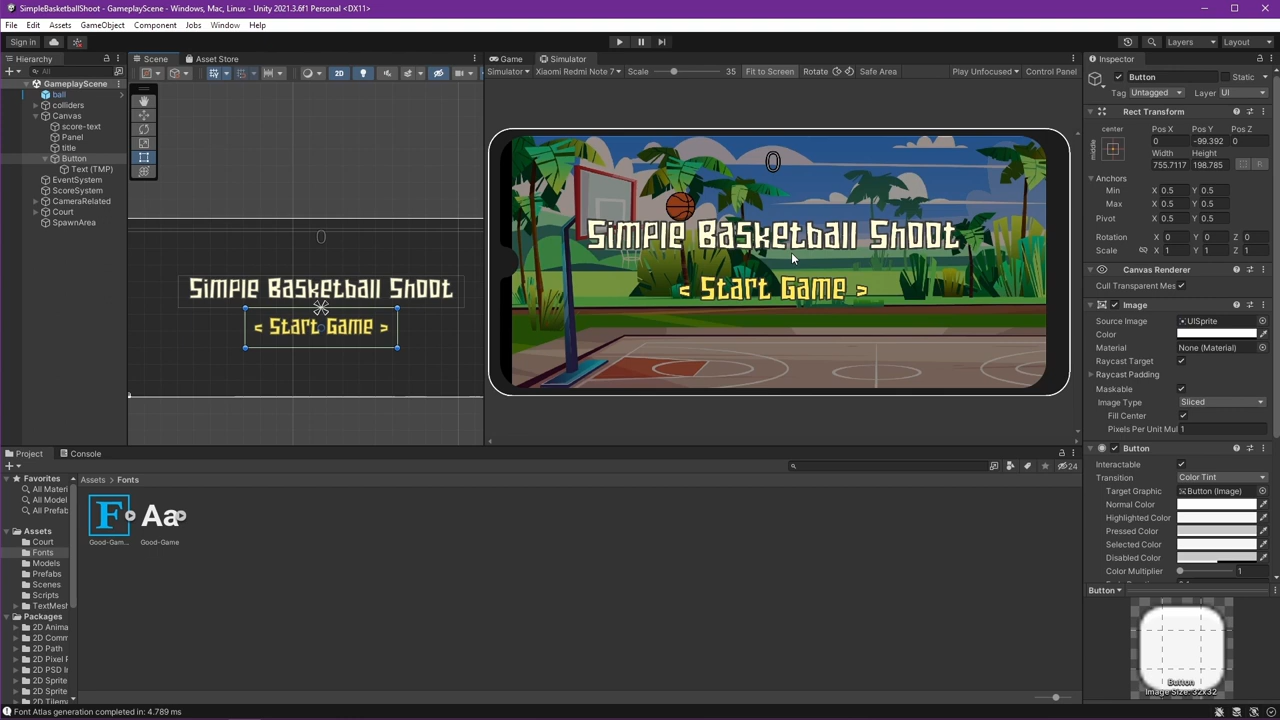 SimpleBasketballShoot - GameplayScene - Windows, Mac, Linux - Unity 2021.3.6f1 Personal <DX11>
File Edit Assets GameObject Component Jobs Window Help
Sign in
Layers Layout
Hierarchy
All
GameplayScene
ball
colliders
Canvas
score-text
Panel
title
Button
Text (TMP)
EventSystem
ScoreSystem
CameraRelated
Court
SpawnArea
Scene Asset Store
2D
0
Simple Basketball Shoot
< Start Game >
Game Simulator
Simulator Xiaomi Redmi Note 7 Scale 35 Fit to Screen Rotate Safe Area Play Unfocused Control Panel
0
Simple Basketball Shoot
< Start Game >
Inspector
Button Static
Tag Untagged Layer UI
Rect Transform
center Pos X Pos Y Pos Z
middle 0 -99.392 0
Width Height
755.7117 198.785 R
Anchors
Min X 0.5 Y 0.5
Max X 0.5 Y 0.5
Pivot X 0.5 Y 0.5
Rotation X 0 Y 0 Z 0
Scale X 1 Y 1 Z 1
Canvas Renderer
Cull Transparent Mes
Image
Source Image UISprite
Color
Material None (Material)
Raycast Target
Raycast Padding
Maskable
Image Type Sliced
Fill Center
Pixels Per Unit Mul 1
Button
Interactable
Transition Color Tint
Target Graphic Button (Image)
Normal Color
Highlighted Color
Pressed Color
Selected Color
Disabled Color
Color Multiplier 1
Button
Button
Image Size: 32x32
Project Console
24
Favorites
All Materi
All Model
All Prefab
Assets
Court
Fonts
Models
Prefabs
Scenes
Scripts
TextMesh
Packages
2D Anima
2D Comm
2D Path
2D Pixel P
2D PSD In
2D Sprite
2D Sprite
2D Tilema
Assets > Fonts
F Aa
Good-Gam... Good-Game
Font Atlas generation completed in: 4.789 ms